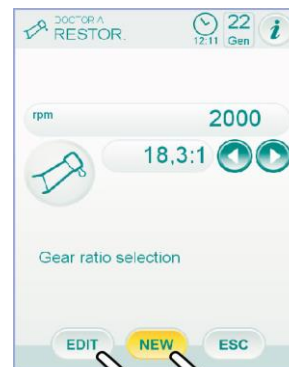 DOCTOR A
RESTOR.
12:11
22
Gen
i
rpm 2000
18,3:1
Gear ratio selection
EDIT NEW ESC